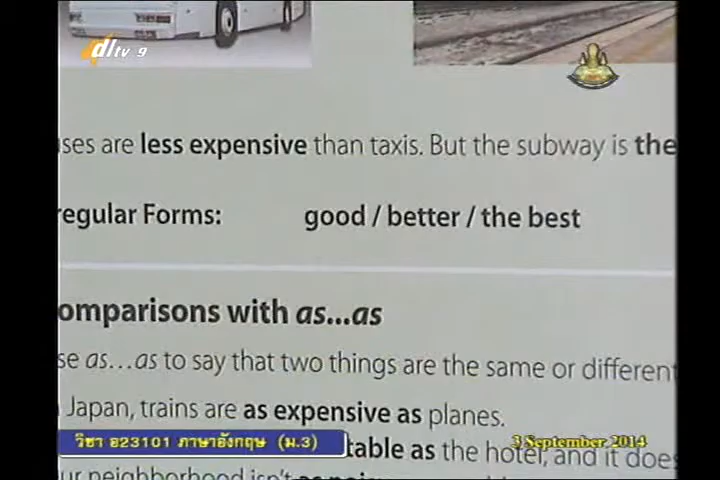 dltv 9
uses are less expensive than taxis. But the subway is the
regular Forms: good / better / the best
omparisons with as...as
se as...as to say that two things are the same or different
Japan, trains are as expensive as planes.
วิชา อ23101 ภาษาอังกฤษ (ม.3)
table as the hotel, and it does
3 September 2014
ur neighborhood isn't